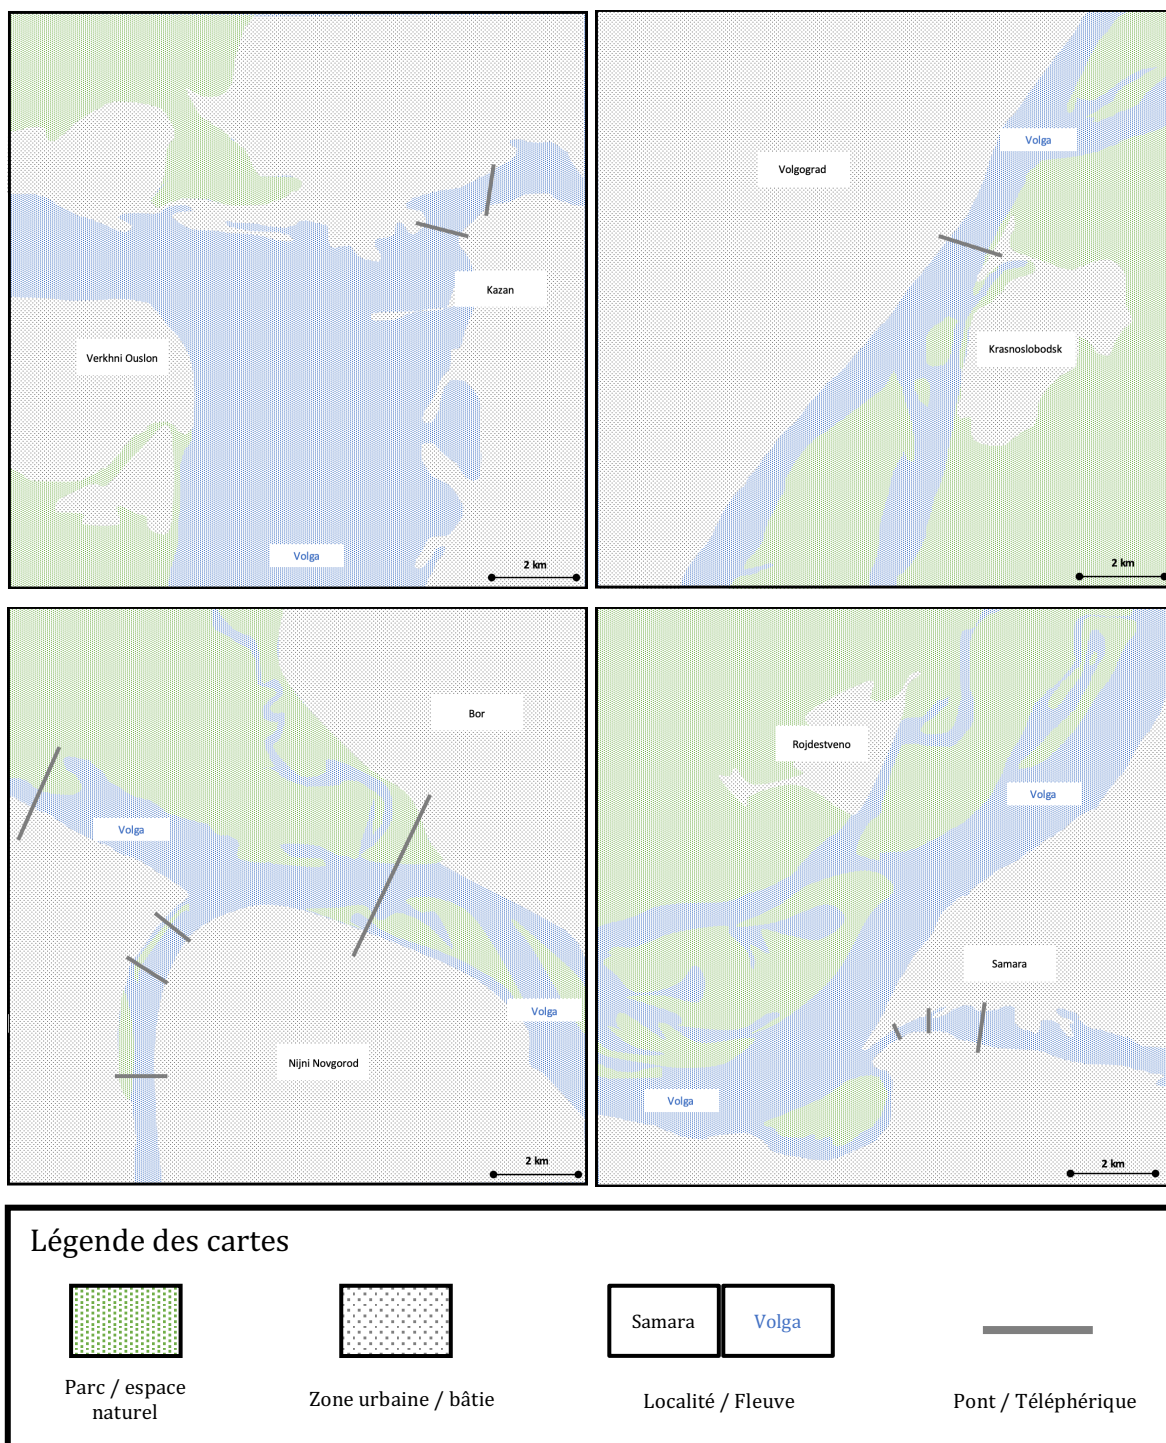 Volga
Volgograd
Kazan
Verkhni Ouslon
Krasnoslobodsk
Volga
2 km
2 km
Bor
Rojdestveno
Volga
Volga
Samara
Volga
Nijni Novgorod
Volga
2 km
2 km
Légende des cartes
Samara
Volga
Parc / espace
naturel
Zone urbaine / bâtie
Localité / Fleuve
Pont / Téléphérique